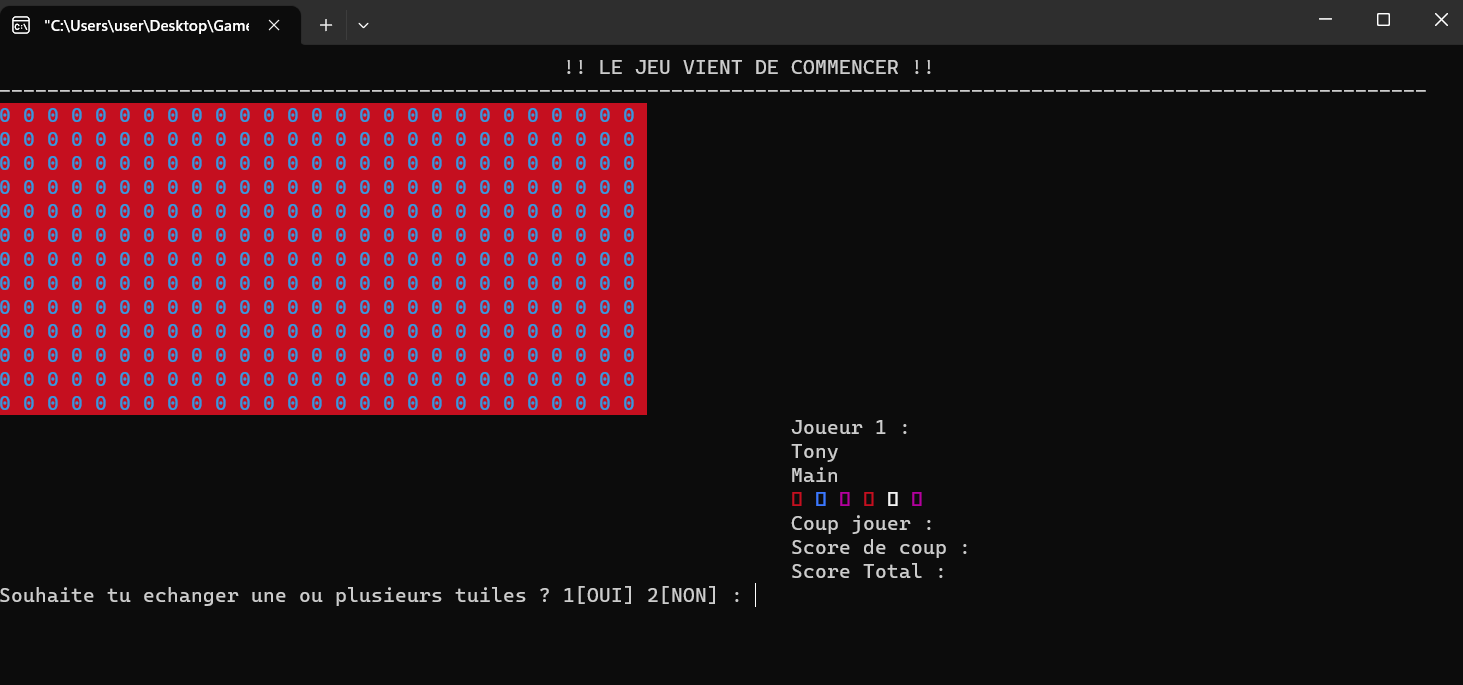 "C:\Users\user\Desktop\Game
!! LE JEU VIENT DE COMMENCER !!
-----------------------------------------------------------------------------------------------------------------------
0 0 0 0 0 0 0 0 0 0 0 0 0 0 0 0 0 0 0 0 0 0 0 0 0 0 0
0 0 0 0 0 0 0 0 0 0 0 0 0 0 0 0 0 0 0 0 0 0 0 0 0 0 0
0 0 0 0 0 0 0 0 0 0 0 0 0 0 0 0 0 0 0 0 0 0 0 0 0 0 0
0 0 0 0 0 0 0 0 0 0 0 0 0 0 0 0 0 0 0 0 0 0 0 0 0 0 0
0 0 0 0 0 0 0 0 0 0 0 0 0 0 0 0 0 0 0 0 0 0 0 0 0 0 0
0 0 0 0 0 0 0 0 0 0 0 0 0 0 0 0 0 0 0 0 0 0 0 0 0 0 0
0 0 0 0 0 0 0 0 0 0 0 0 0 0 0 0 0 0 0 0 0 0 0 0 0 0 0
0 0 0 0 0 0 0 0 0 0 0 0 0 0 0 0 0 0 0 0 0 0 0 0 0 0 0
0 0 0 0 0 0 0 0 0 0 0 0 0 0 0 0 0 0 0 0 0 0 0 0 0 0 0
0 0 0 0 0 0 0 0 0 0 0 0 0 0 0 0 0 0 0 0 0 0 0 0 0 0 0
0 0 0 0 0 0 0 0 0 0 0 0 0 0 0 0 0 0 0 0 0 0 0 0 0 0 0
0 0 0 0 0 0 0 0 0 0 0 0 0 0 0 0 0 0 0 0 0 0 0 0 0 0 0
0 0 0 0 0 0 0 0 0 0 0 0 0 0 0 0 0 0 0 0 0 0 0 0 0 0 0
Joueur 1 :
Tony
Main
Coup jouer :
Score de coup :
Score Total :
Souhaite tu echanger une ou plusieurs tuiles ? 1[OUI] 2[NON] :